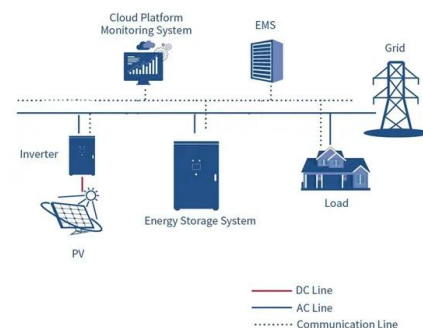 Cloud Platform
Monitoring System
EMS
Grid
Inverter
Energy Storage System
Load
PV
DC Line
AC Line
Communication Line